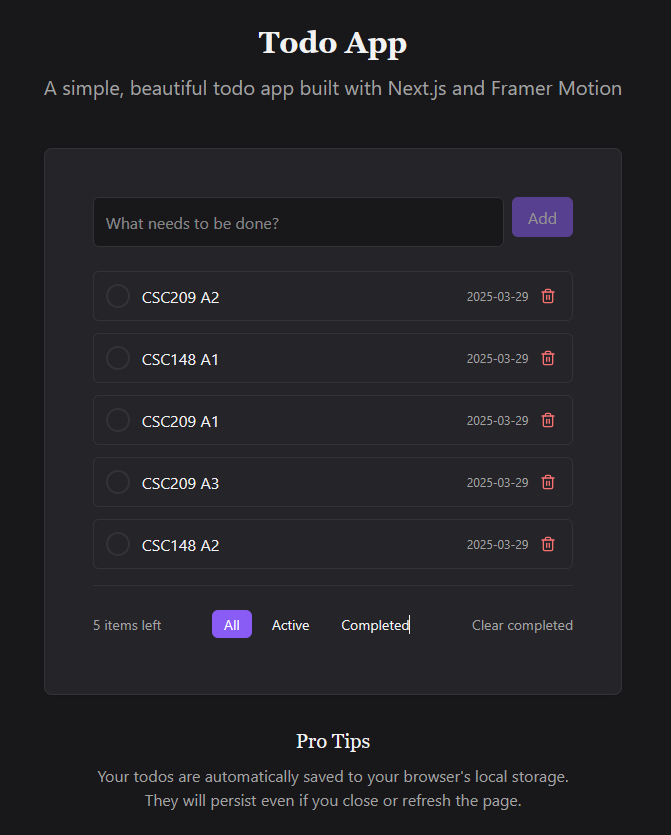 Todo App
A simple, beautiful todo app built with Next.js and Framer Motion
What needs to be done?
Add
CSC209 A2 2025-03-29
CSC148 A1 2025-03-29
CSC209 A1 2025-03-29
CSC209 A3 2025-03-29
CSC148 A2 2025-03-29
5 items left All Active Completed Clear completed
Pro Tips
Your todos are automatically saved to your browser's local storage.
They will persist even if you close or refresh the page.